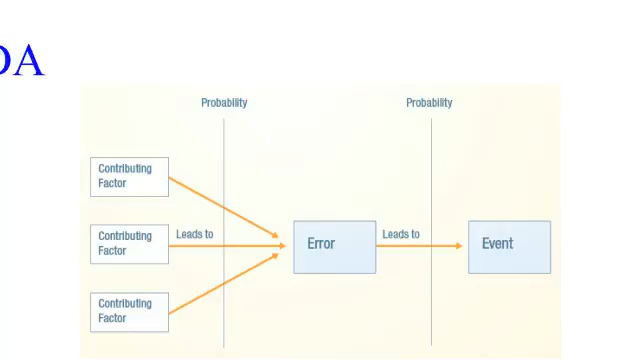 DA
Probability Probability
Contributing
Factor
Contributing
Factor
Leads to
Error
Leads to
Event
Contributing
Factor